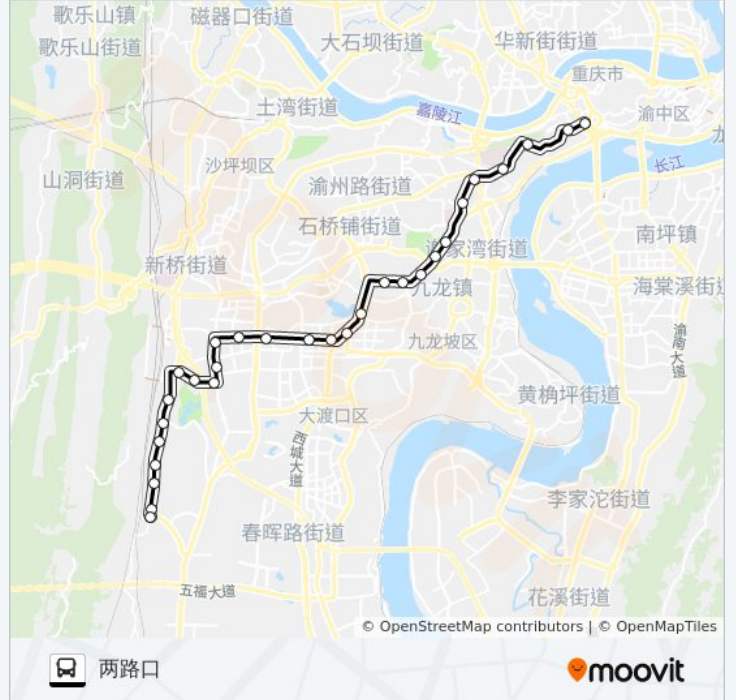 歌乐山镇
磁器口街道
歌乐山街道
大石坝街道
华新街街道
重庆市
土湾街道
嘉陵江
渝中区
沙坪坝区
长江
山洞街道
渝州路街道
石桥铺街道
南坪镇
家湾街道
新桥街道
九龙镇
海棠溪街道
九龙坡区
渝南大道
黄桷坪街道
大渡口区
西城大道
李家沱街道
春晖路街道
五福大道
花溪街道
© OpenStreetMap contributors | © OpenMapTiles
两路口
moovit